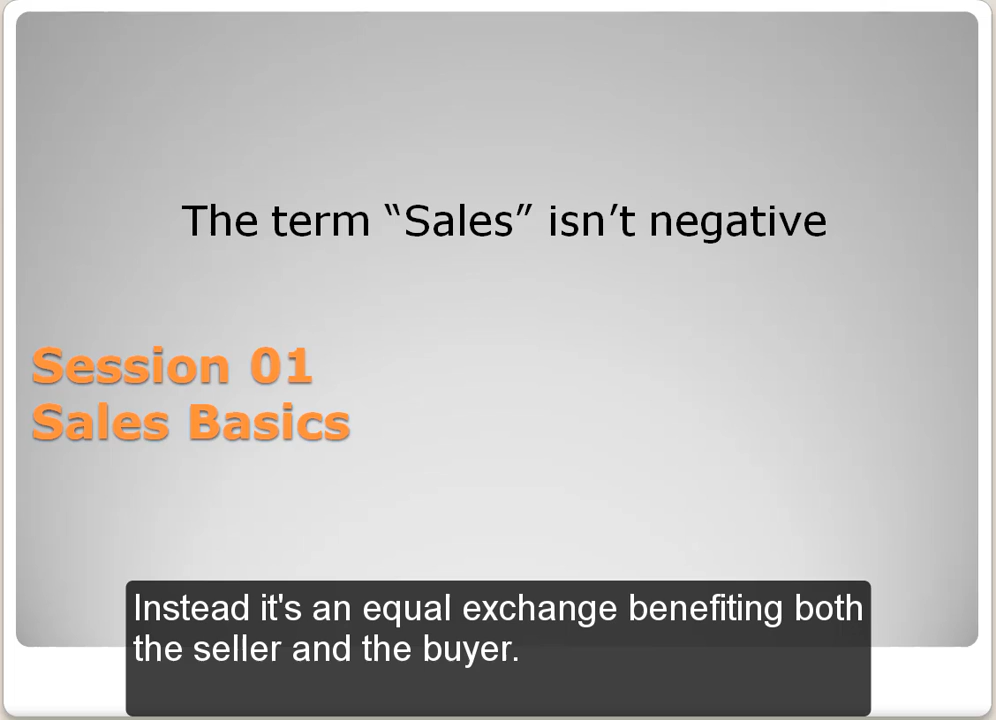 The term “Sales” isn’t negative
Session 01
Sales Basics
Instead it's an equal exchange benefiting both
the seller and the buyer.